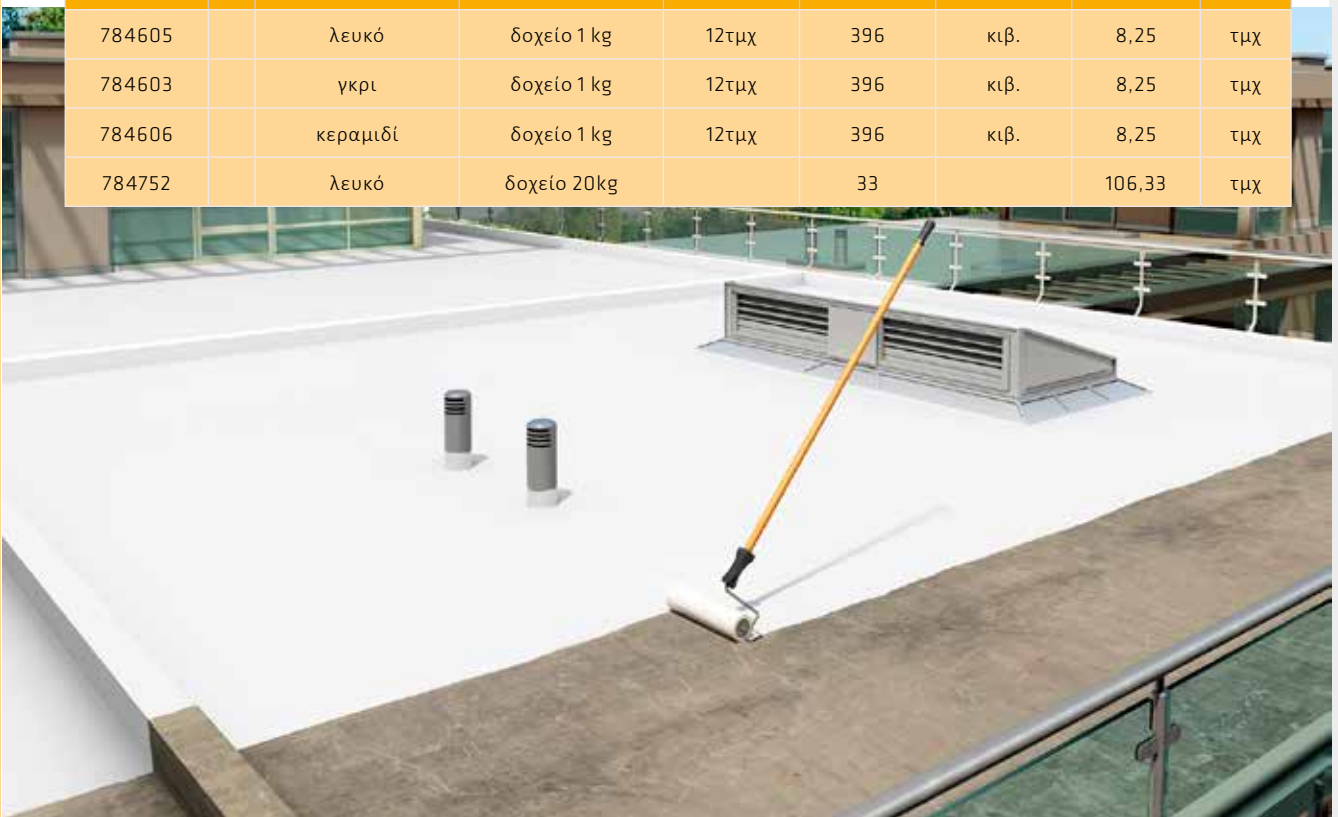 784605 λευκό δοχείο 1 kg 12τμχ 396 κιβ. 8,25 τμχ
784603 γκρι δοχείο 1 kg 12τμχ 396 κιβ. 8,25 τμχ
784606 κεραμιδί δοχείο 1 kg 12τμχ 396 κιβ. 8,25 τμχ
784752 λευκό δοχείο 20kg 33 106,33 τμχ